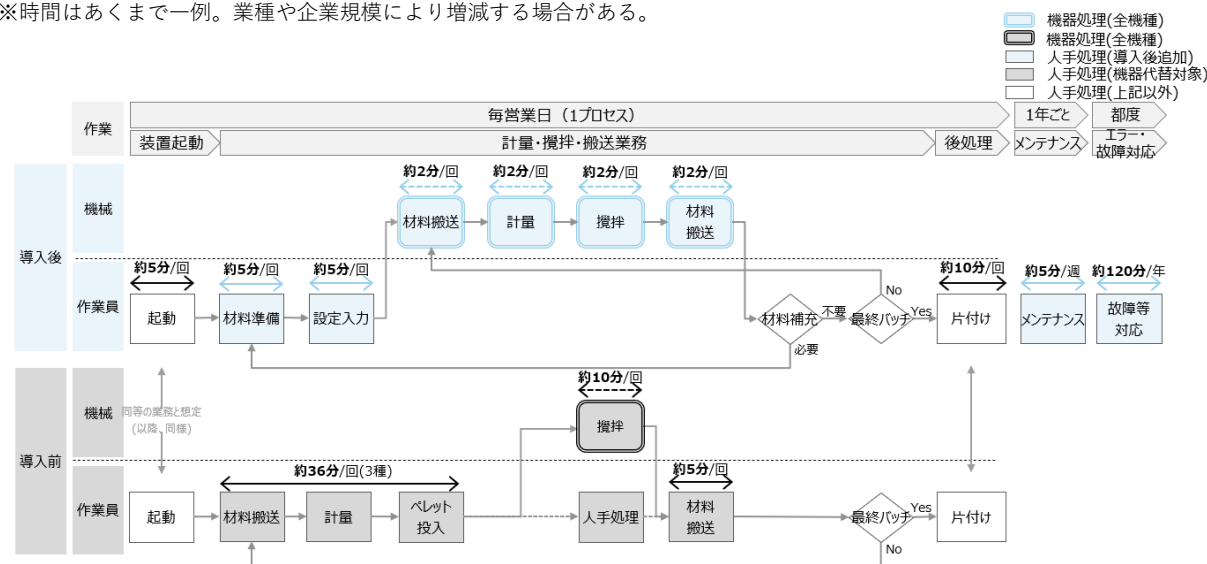 ※時間はあくまで一例。業種や企業規模により増減する場合がある。
機器処理(全機種)
機器処理(全機種)
人手処理(導入後追加)
人手処理(機器代替対象)
人手処理(上記以外)
作業
毎営業日（1プロセス）
1年ごと
都度
装置起動
計量・攪拌・搬送業務
後処理
メンテナンス
エラー・
故障対応
導入後
機械
約2分/回
約2分/回
約2分/回
約2分/回
材料搬送
計量
攪拌
材料
搬送
作業員
約5分/回
約5分/回
約5分/回
約10分/回
約5分/週
約120分/年
起動
材料準備
設定入力
材料補充
不要
必要
最終バッチ
No
Yes
片付け
メンテナンス
故障等
対応
導入前
機械
同等の業務と想定
(以降、同様)
約10分/回
攪拌
作業員
約36分/回(3種)
約5分/回
起動
材料搬送
計量
ペレット
投入
人手処理
材料
搬送
最終バッチ
Yes
No
片付け